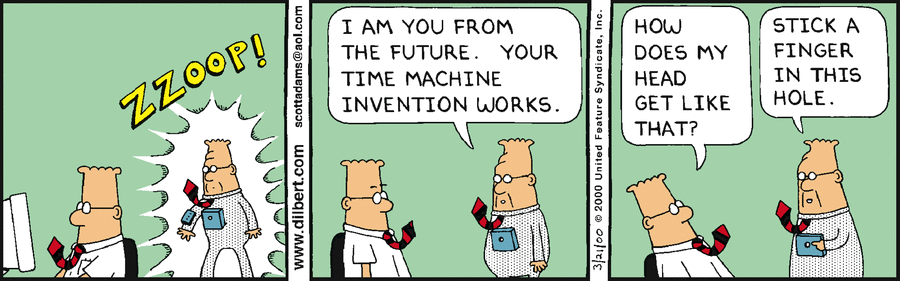 ZZOOP!
www.dilbert.com scottadams@aol.com
I AM YOU FROM
THE FUTURE. YOUR
TIME MACHINE
INVENTION WORKS.
3/21/00 © 2000 United Feature Syndicate, Inc.
HOW
DOES MY
HEAD
GET LIKE
THAT?
STICK A
FINGER
IN THIS
HOLE.